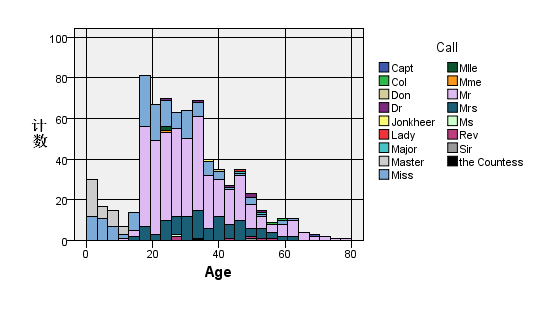 Call
100
80
60
40
20
0
计数
0
20
40
60
80
Age
Capt
Col
Don
Dr
Jonkheer
Lady
Major
Master
Miss
Mlle
Mme
Mr
Mrs
Ms
Rev
Sir
the Countess